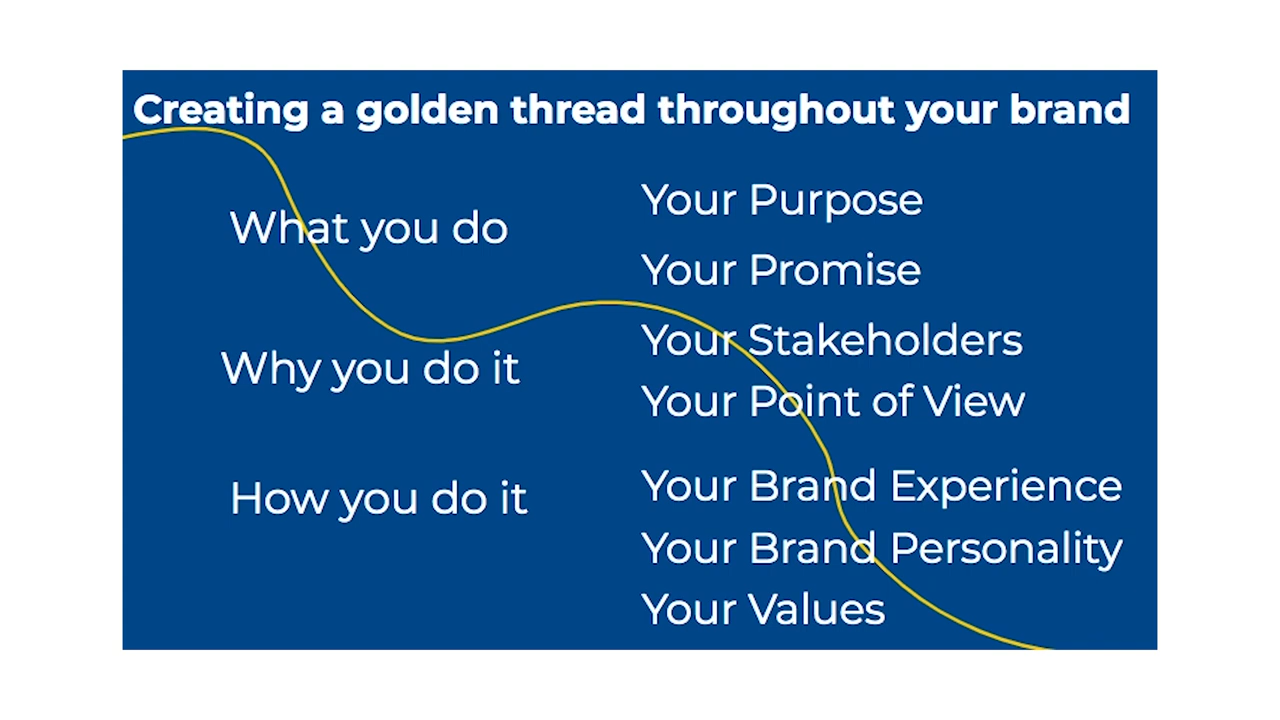 Creating a golden thread throughout your brand
What you do
Your Purpose
Your Promise
Why you do it
Your Stakeholders
Your Point of View
How you do it
Your Brand Experience
Your Brand Personality
Your Values